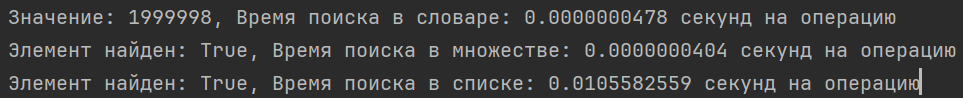 Значение: 1999998, Время поиска в словаре: 0.0000000478 секунд на операцию
Элемент найден: True, Время поиска в множестве: 0.0000000404 секунд на операцию
Элемент найден: True, Время поиска в списке: 0.0105582559 секунд на операцию